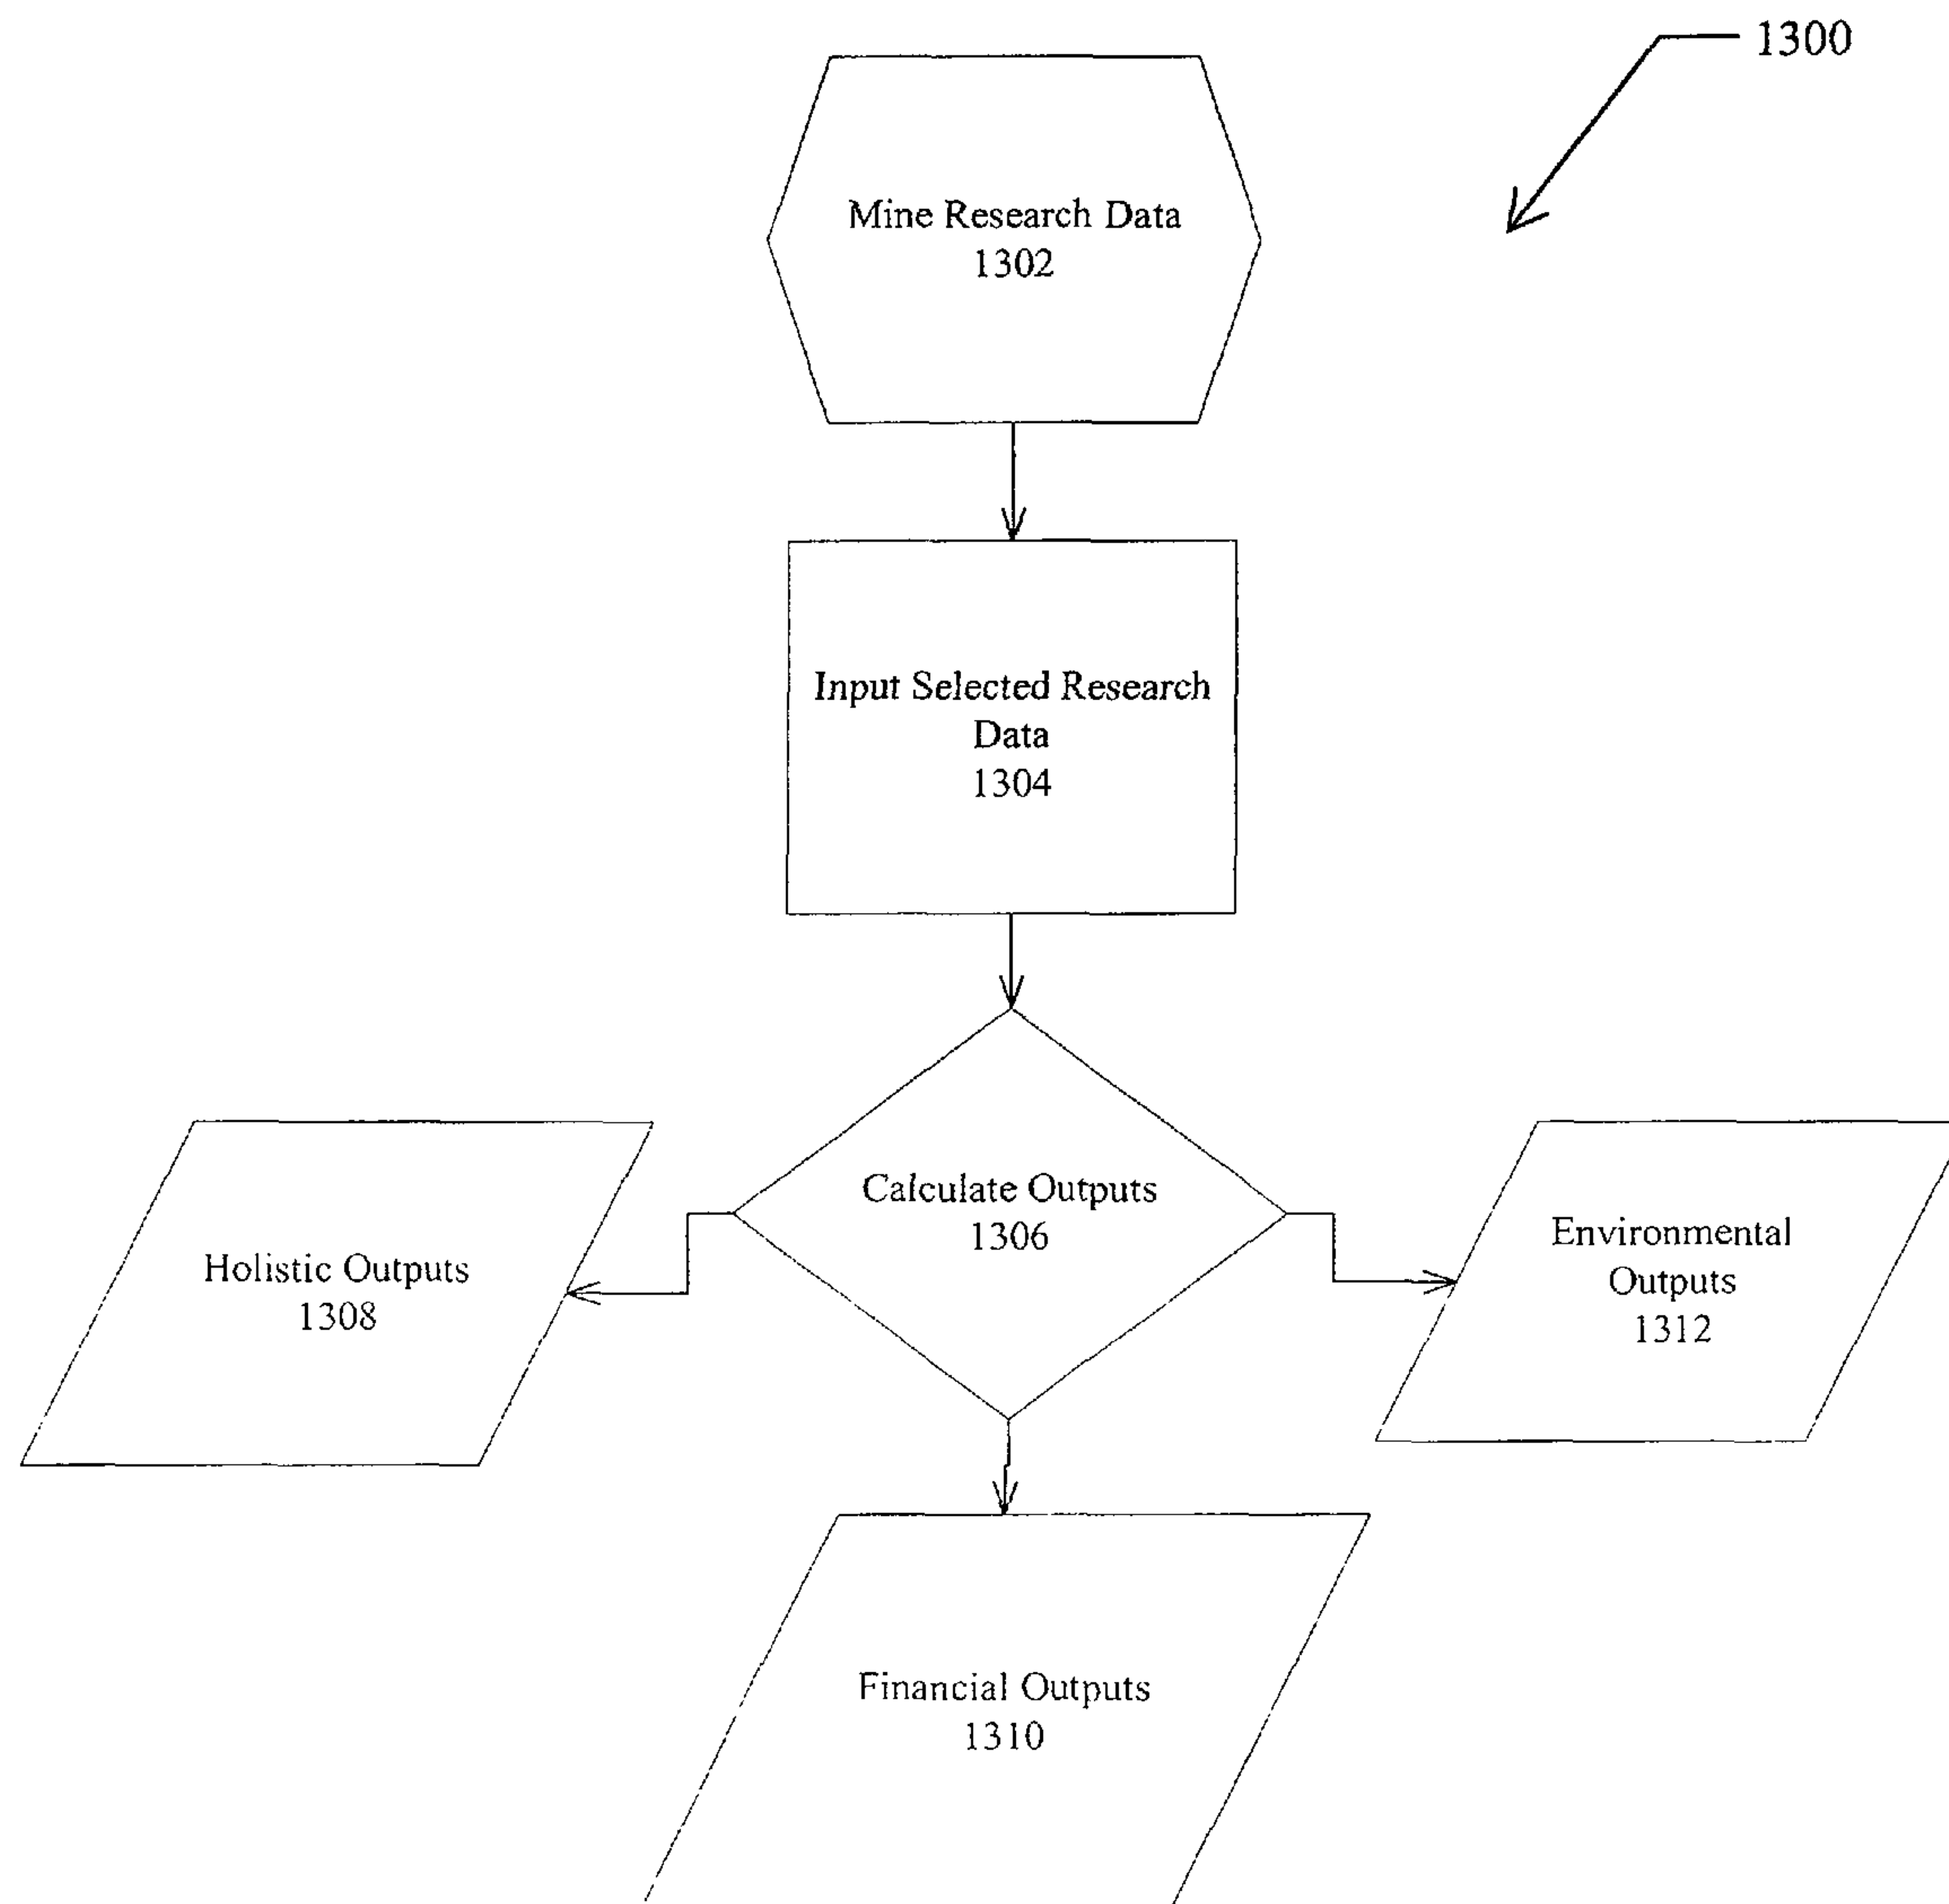 1300
Mine Research Data
1302
Input Selected Research
Data
1304
Calculate Outputs
1306
Holistic Outputs
1308
Environmental
Outputs
1312
Financial Outputs
1310